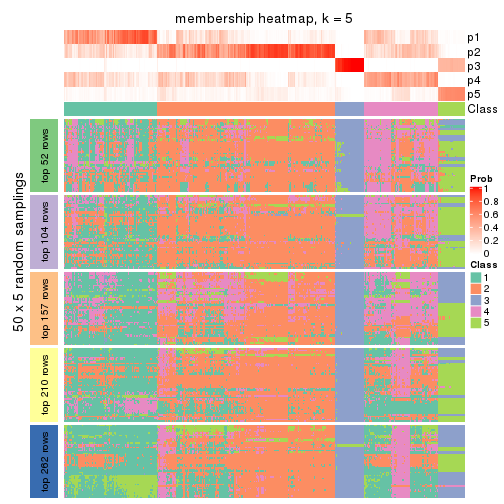 membership heatmap, k = 5
p1
p2
p3
p4
p5
Class
50 x 5 random samplings
top 52 rows
top 104 rows
top 157 rows
top 210 rows
top 262 rows
Prob
1
0.8
0.6
0.4
0.2
0
Class
1
2
3
4
5